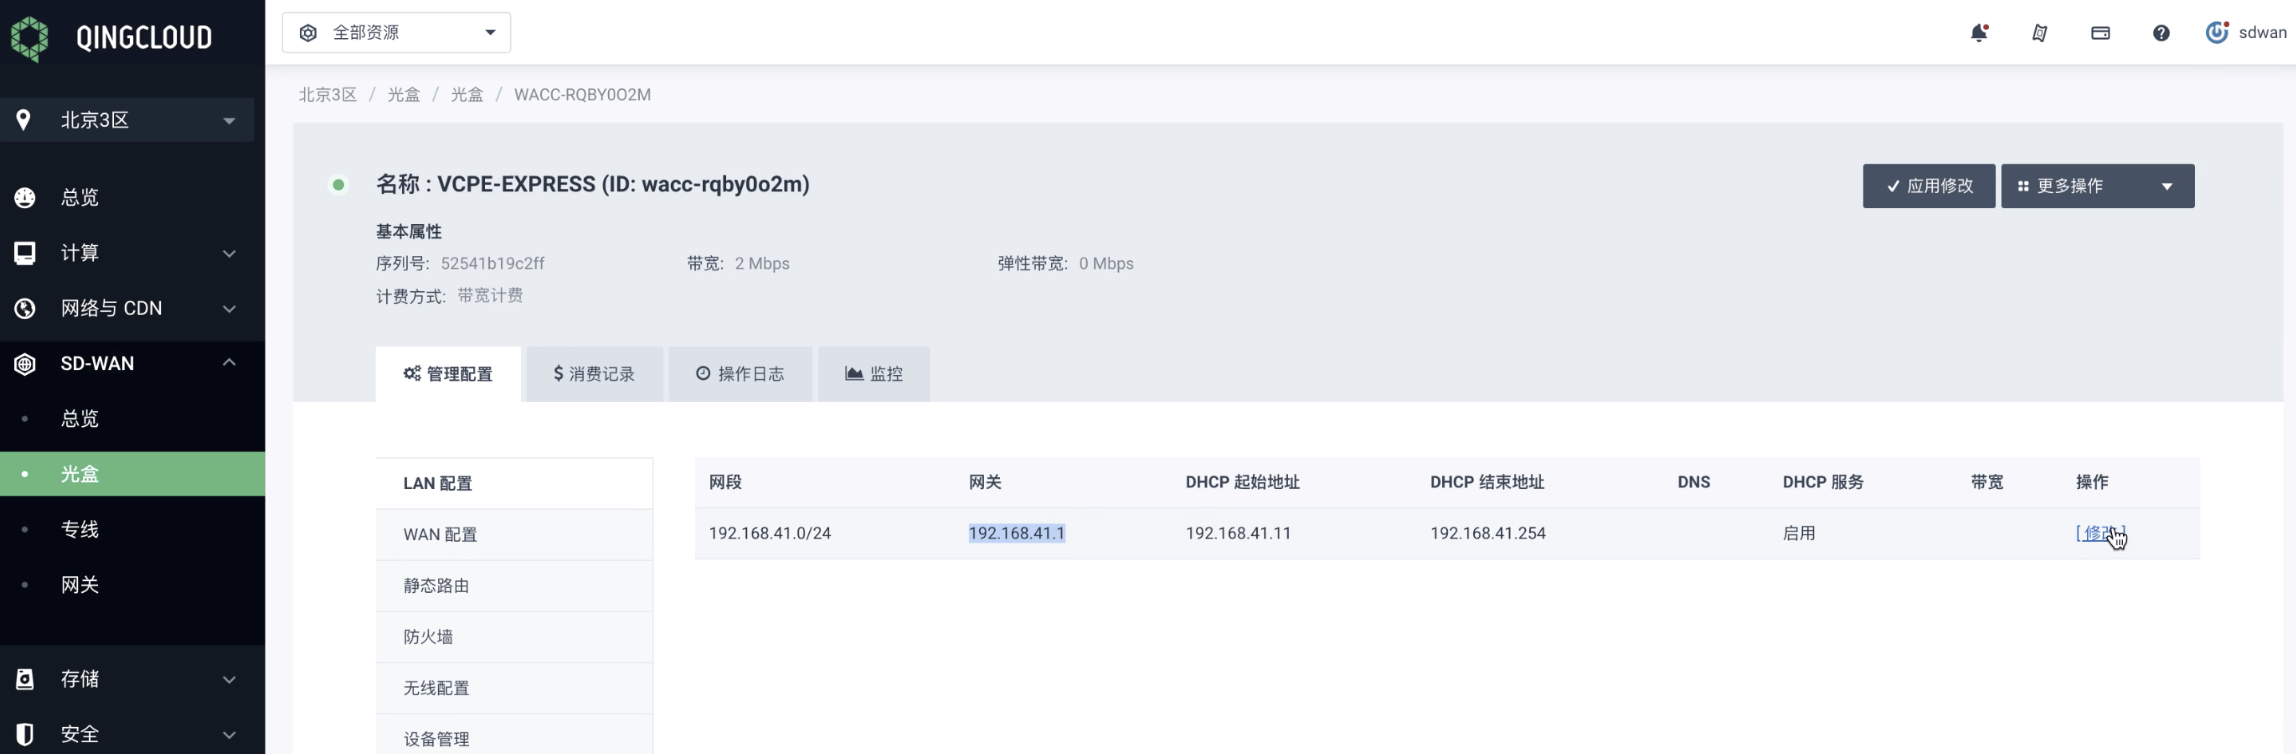 QINGCLOUD
全部资源
sdwan
北京3区
总览
计算
网络与 CDN
SD-WAN
总览
光盒
专线
网关
存储
安全
北京3区 / 光盒 / 光盒 / WACC-RQBY0O2M
名称 : VCPE-EXPRESS (ID: wacc-rqby0o2m)
应用修改
更多操作
基本属性
序列号: 52541b19c2ff 带宽: 2 Mbps 弹性带宽: 0 Mbps
计费方式: 带宽计费
管理配置 $ 消费记录 操作日志 监控
LAN 配置
WAN 配置
静态路由
防火墙
无线配置
设备管理
网段 网关 DHCP 起始地址 DHCP 结束地址 DNS DHCP 服务 带宽 操作
192.168.41.0/24 192.168.41.1 192.168.41.11 192.168.41.254 启用 [ 修改 ]